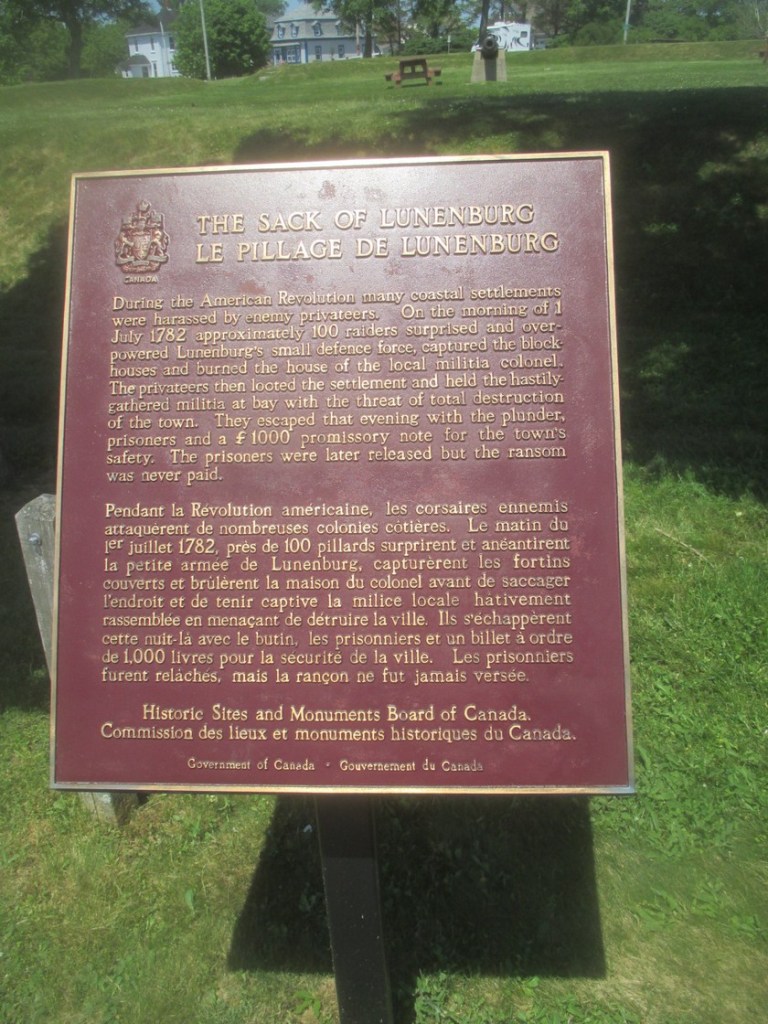 CANADA
THE SACK OF LUNENBURG
LE PILLAGE DE LUNENBURG
During the American Revolution many coastal settlements
were harassed by enemy privateers. On the morning of 1
July 1782 approximately 100 raiders surprised and over-
powered Lunenburg's small defence force, captured the block-
houses and burned the house of the local militia colonel.
The privateers then looted the settlement and held the hastily-
gathered militia at bay with the threat of total destruction
of the town. They escaped that evening with the plunder,
prisoners and a £1000 promissory note for the town's
safety. The prisoners were later released but the ransom
was never paid.
Pendant la Révolution américaine, les corsaires ennemis
attaquèrent de nombreuses colonies côtières. Le matin du
1er juillet 1782, près de 100 pillards surprirent et anéantirent
la petite armée de Lunenburg, capturèrent les fortins
couverts et brûlèrent la maison du colonel avant de saccager
l'endroit et de tenir captive la milice locale hâtivement
rassemblée en menaçant de détruire la ville. Ils s'échappèrent
cette nuit-là avec le butin, les prisonniers et un billet à ordre
de 1,000 livres pour la sécurité de la ville. Les prisonniers
furent relâchés, mais la rançon ne fut jamais versée.
Historic Sites and Monuments Board of Canada.
Commission des lieux et monuments historiques du Canada.
Government of Canada - Gouvernement du Canada